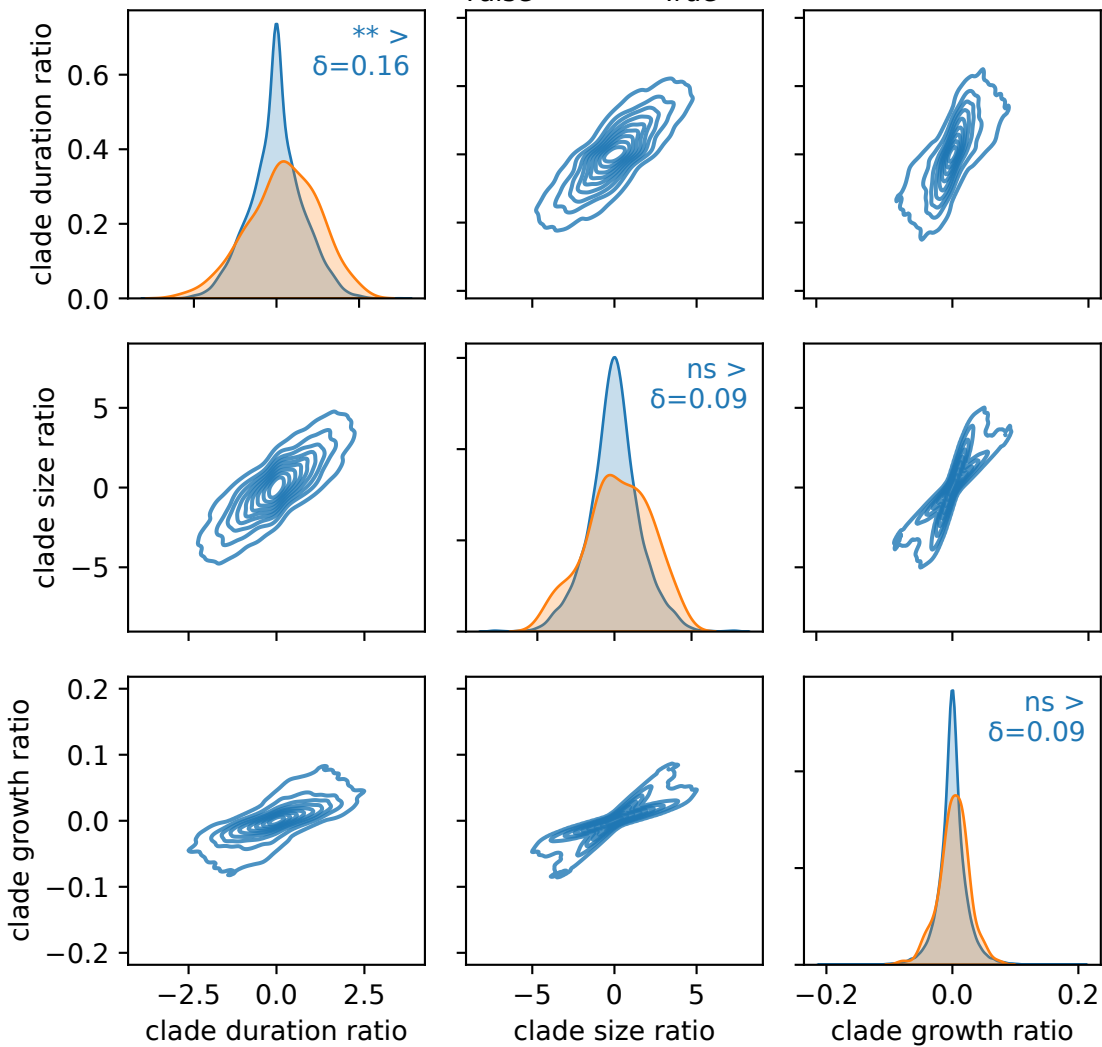 clade duration ratio
0.6
0.4
0.2
0.0
** >
δ=0.16
clade size ratio
5
0
−5
ns >
δ=0.09
clade growth ratio
0.2
0.1
0.0
−0.1
−0.2
ns >
δ=0.09
−2.5 0.0 2.5
clade duration ratio
−5 0 5
clade size ratio
−0.2 0.0 0.2
clade growth ratio